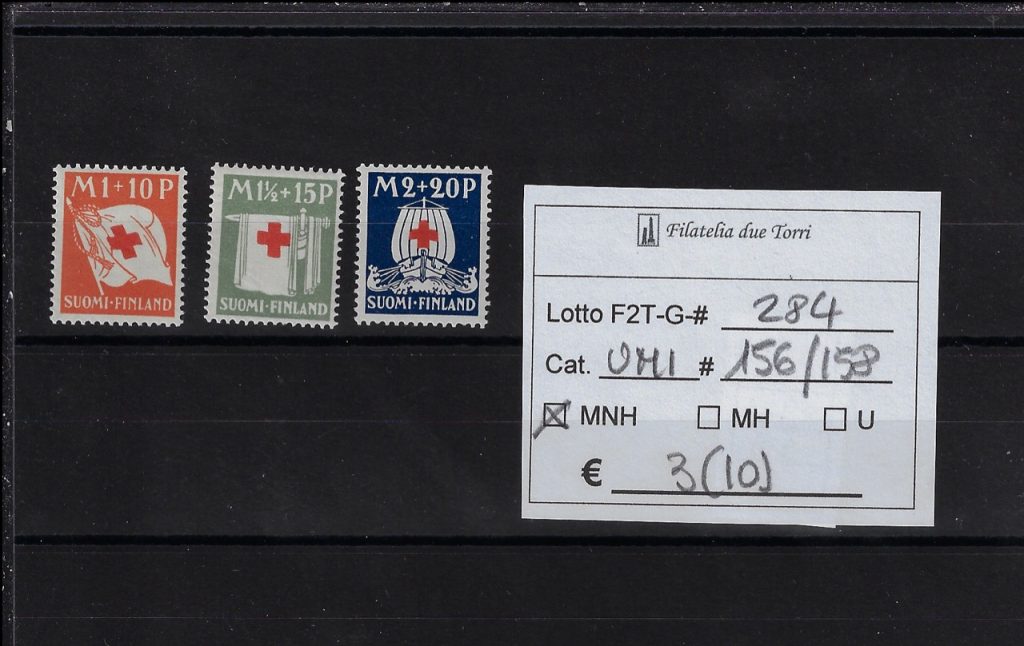 M1+10P
SUOMI·FINLAND
M1½+15P
SUOMI·FINLAND
M2+20P
SUOMI·FINLAND
Filatelia due Torri
Lotto F2T-G-# 284
Cat. UNI # 156/158
MNH MH U
€ 3(10)